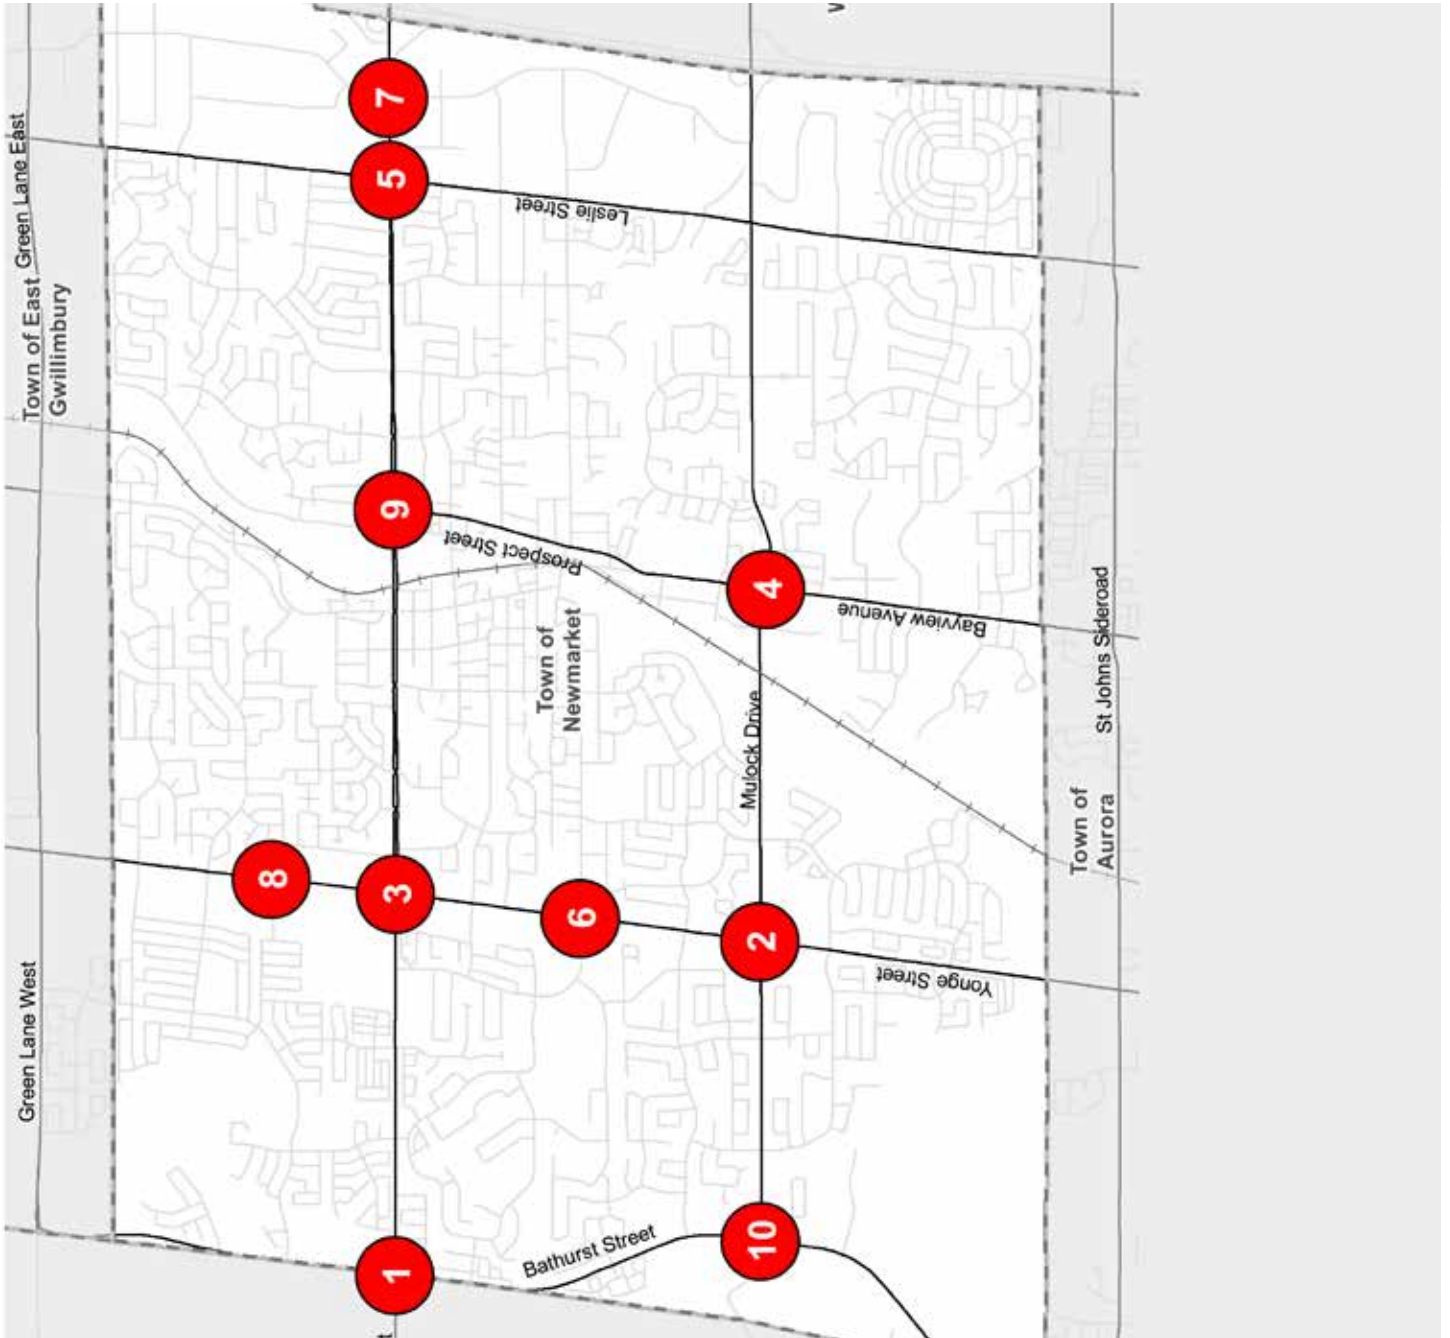 Green Lane East
Town of East
Gwillimbury
7
5
Leslie Street
9
Prospect Street
4
Bayview Avenue
Town of
Newmarket
Mulock Drive
St Johns Sideroad
Town of
Aurora
8
3
6
2
Yonge Street
Green Lane West
1
Bathurst Street
10